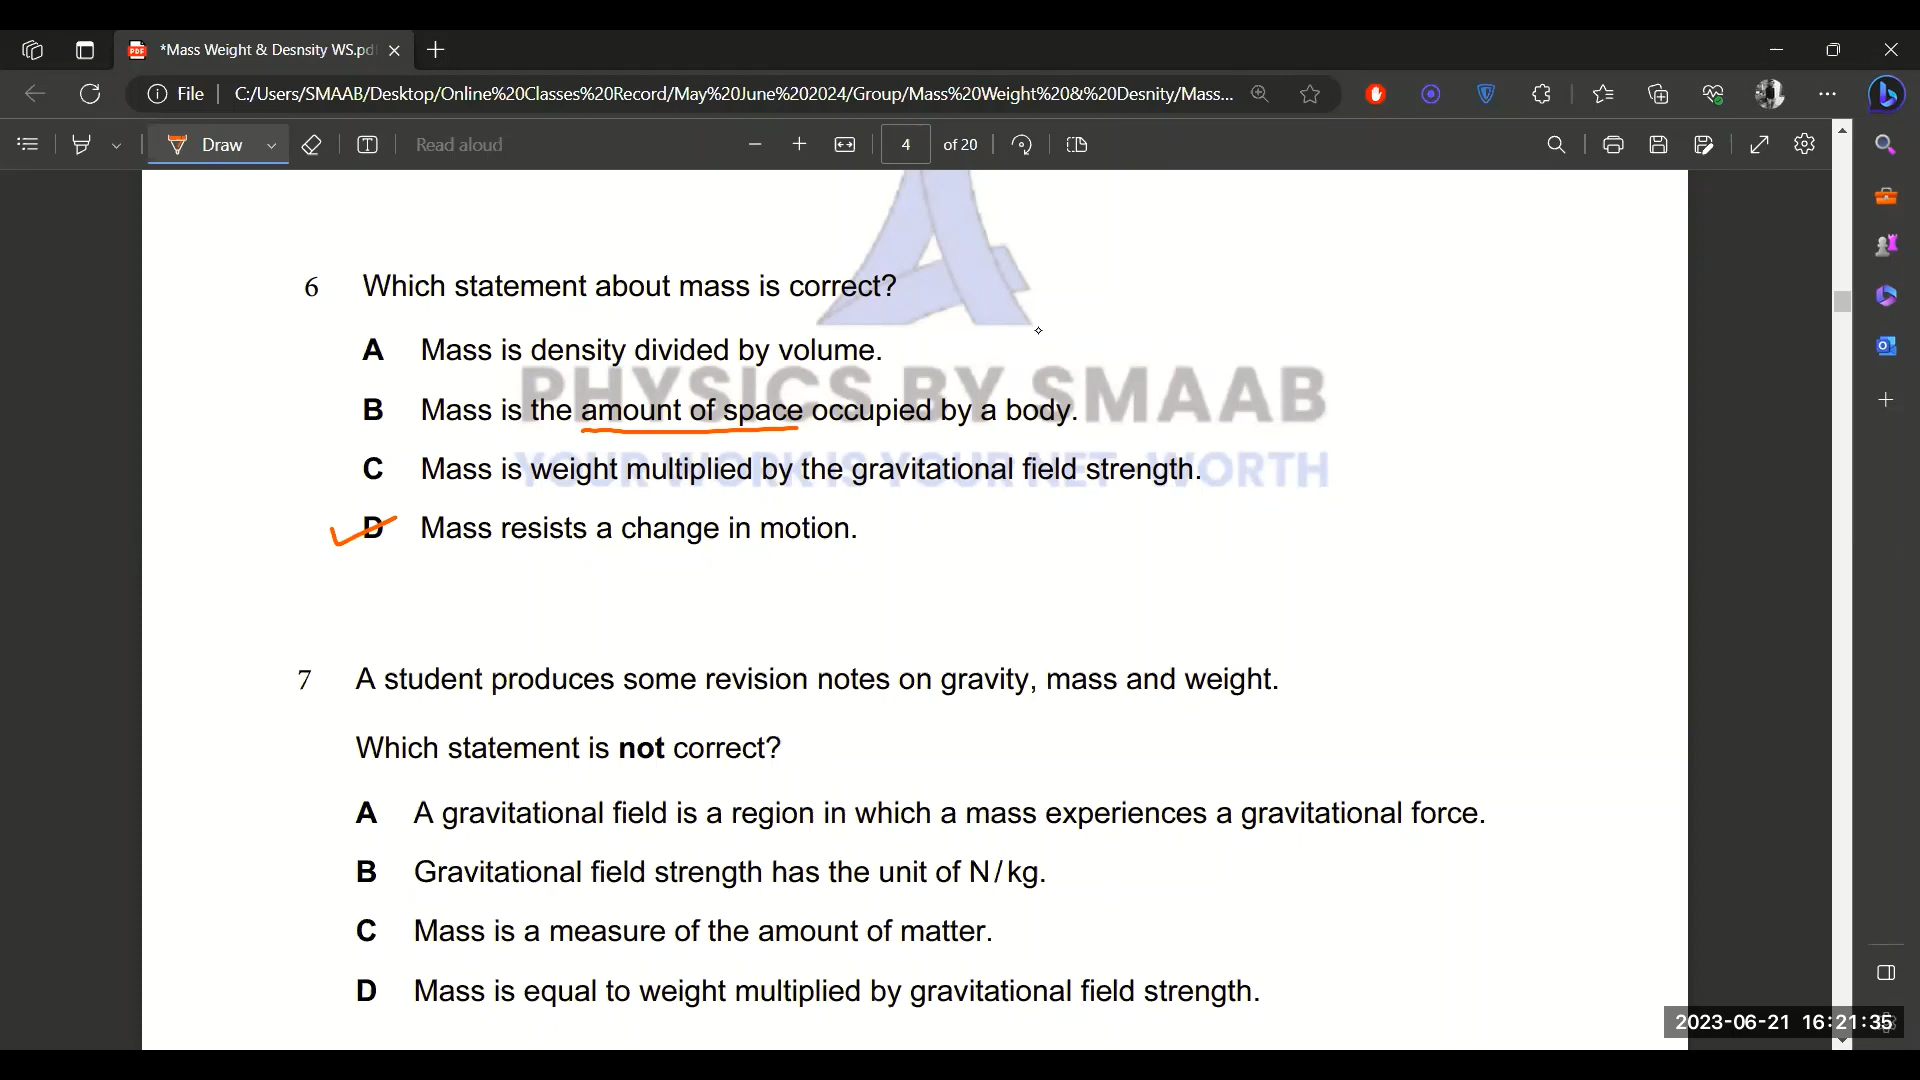 *Mass Weight & Desnsity WS.pd
File
C:/Users/SMAAB/Desktop/Online%20Classes%20Record/May%20June%202024/Group/Mass%20Weight%20&%20Desnity/Mass...
Draw
Read aloud
4
of 20
6 Which statement about mass is correct?
A Mass is density divided by volume.
PHYSICS BY SMAAB
B Mass is the amount of space occupied by a body.
C Mass is weight multiplied by the gravitational field strength.
YOUR WORK IS YOUR NET-WORTH
D Mass resists a change in motion.
7 A student produces some revision notes on gravity, mass and weight.
Which statement is not correct?
A A gravitational field is a region in which a mass experiences a gravitational force.
B Gravitational field strength has the unit of N/kg.
C Mass is a measure of the amount of matter.
D Mass is equal to weight multiplied by gravitational field strength.
2023-06-21 16:21:35